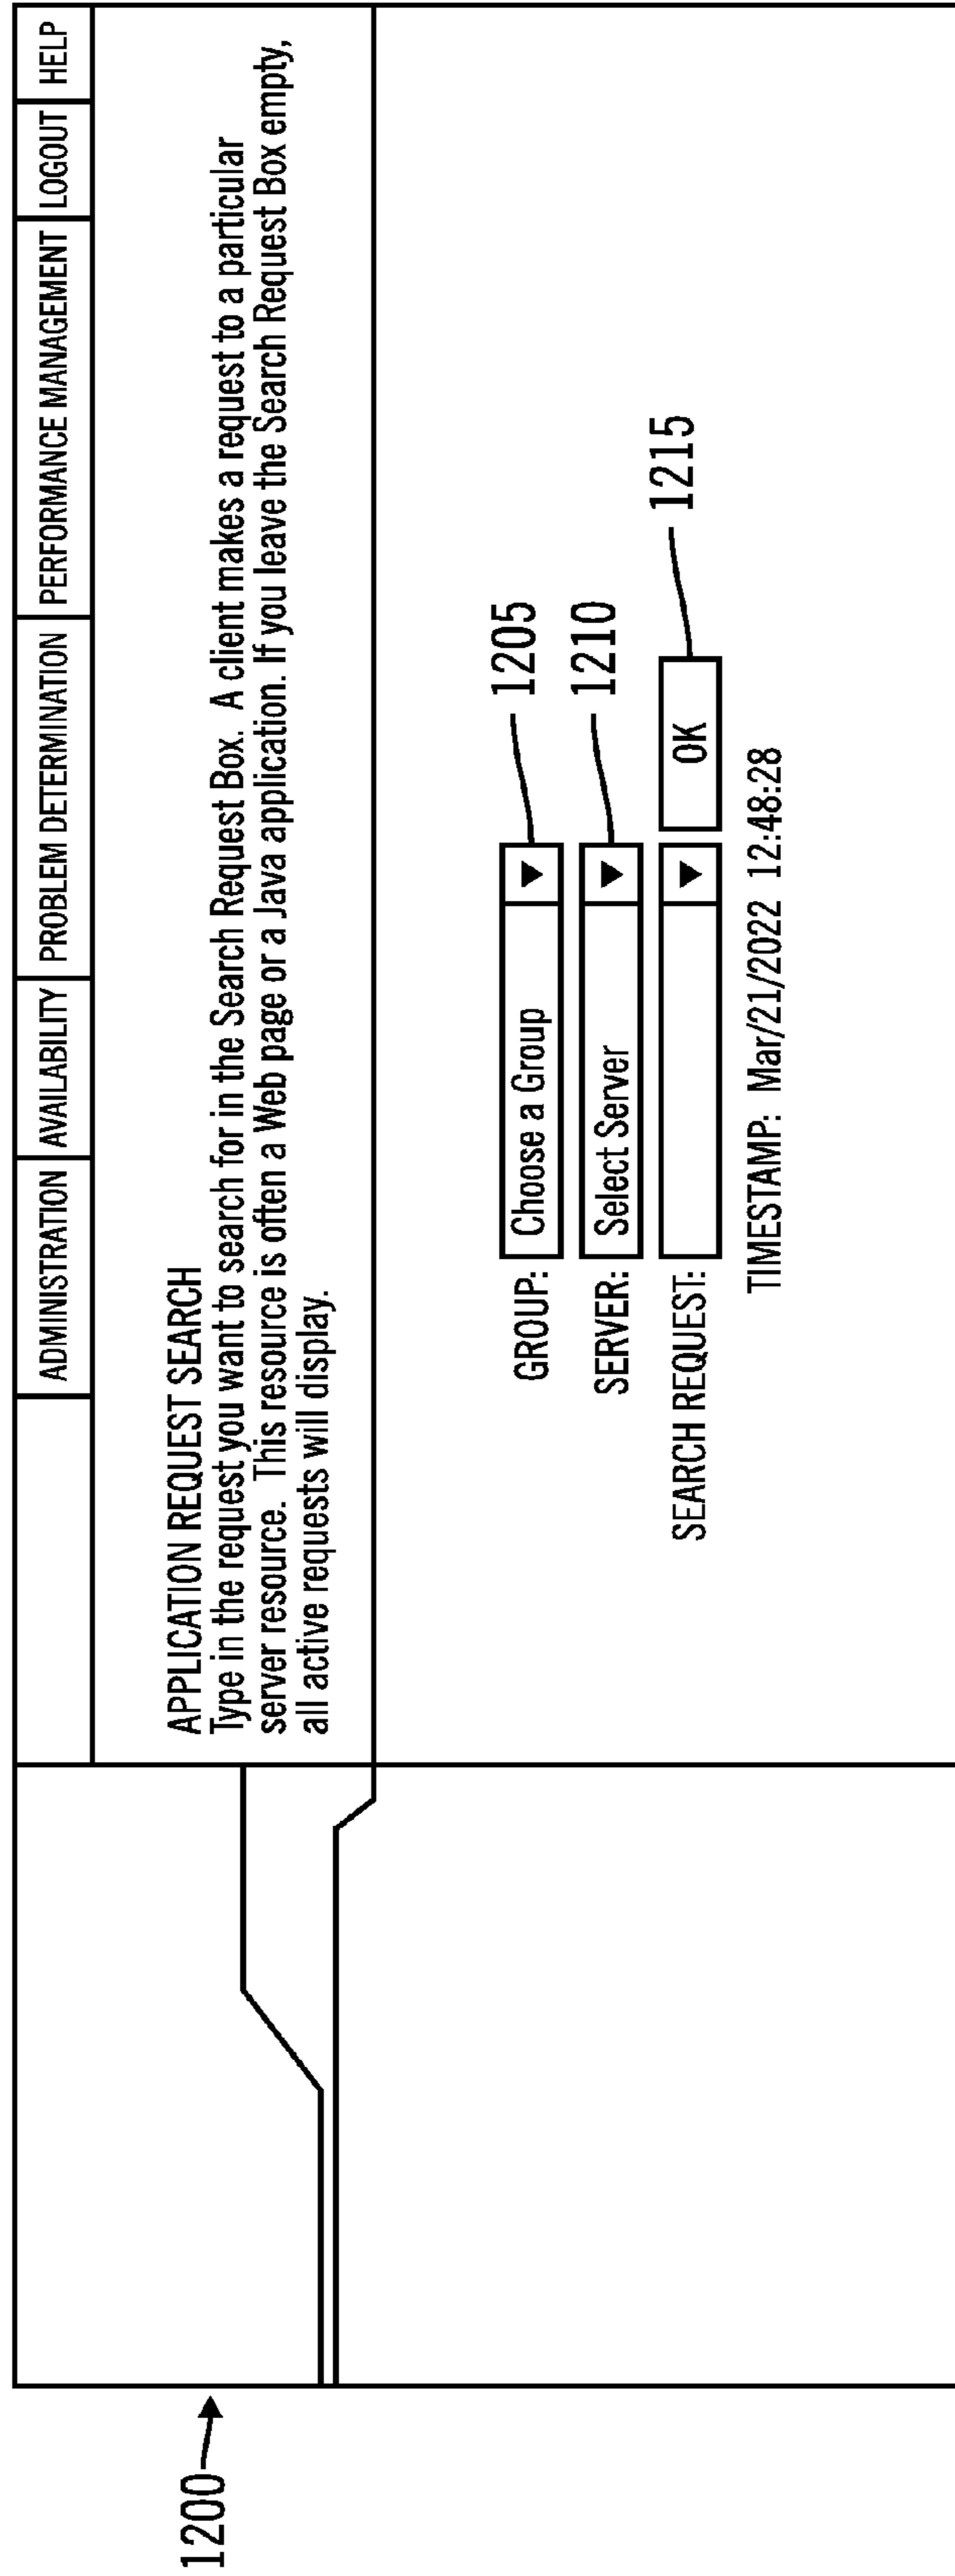 ADMINISTRATION AVAILABILITY PROBLEM DETERMINATION PERFORMANCE MANAGEMENT LOGOUT HELP
APPLICATION REQUEST SEARCH
Type in the request you want to search for in the Search Request Box. A client makes a request to a particular
server resource. This resource is often a Web page or a Java application. If you leave the Search Request Box empty,
all active requests will display.
1200
GROUP: Choose a Group 1205
SERVER: Select Server 1210
SEARCH REQUEST: OK 1215
TIMESTAMP: Mar/21/2022 12:48:28